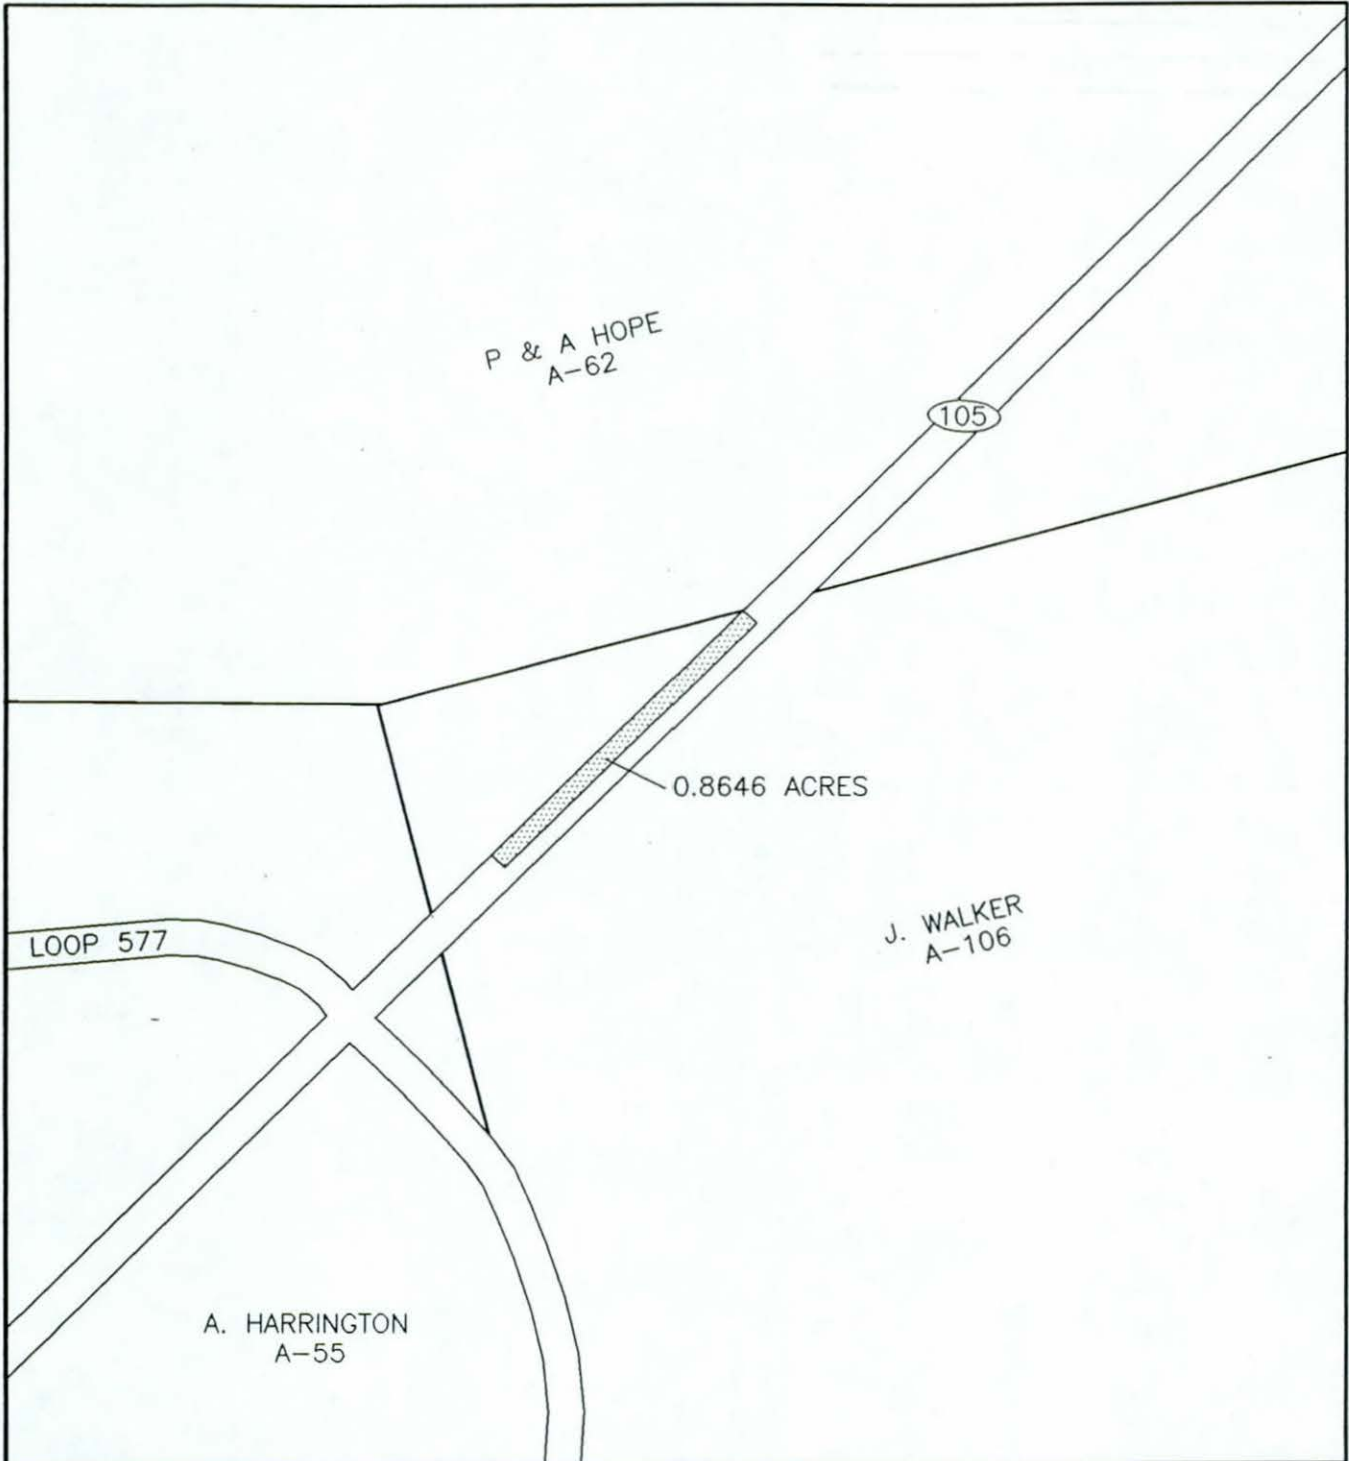 P & A HOPE
A-62
105
0.8646 ACRES
J. WALKER
A-106
LOOP 577
A. HARRINGTON
A-55